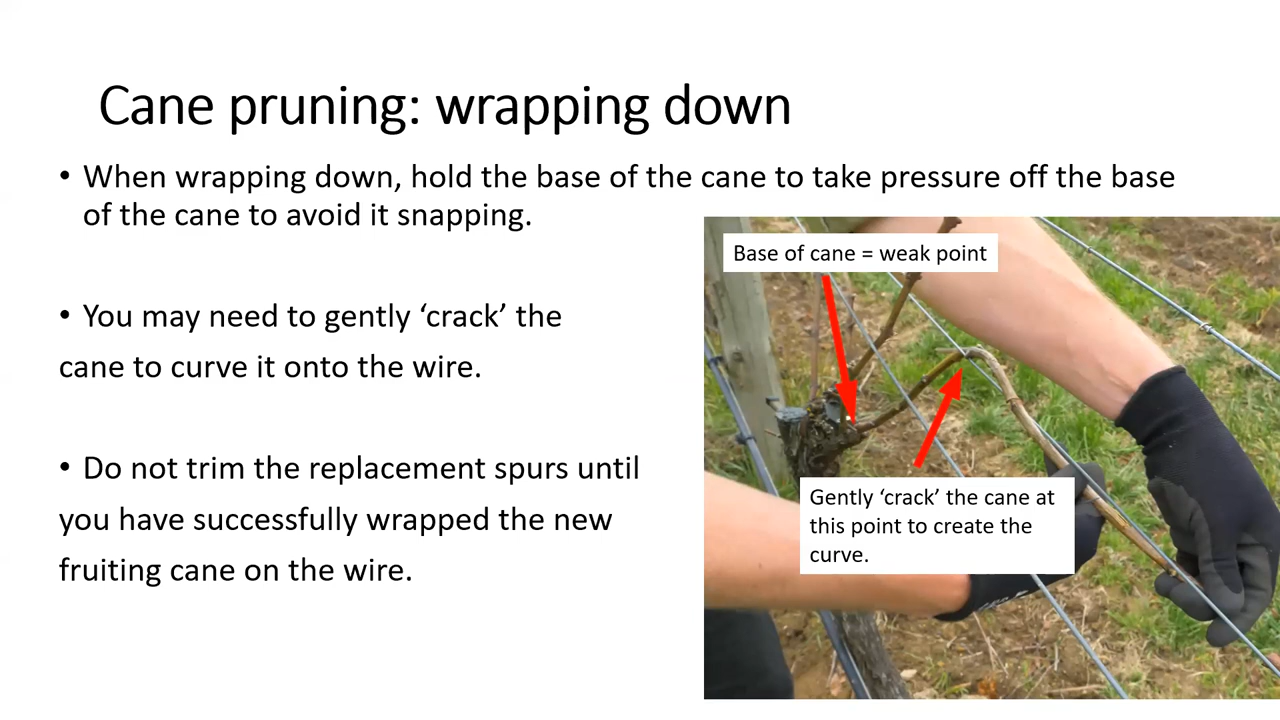 Cane pruning: wrapping down
• When wrapping down, hold the base of the cane to take pressure off the base
of the cane to avoid it snapping.
• You may need to gently ‘crack’ the
cane to curve it onto the wire.
• Do not trim the replacement spurs until
you have successfully wrapped the new
fruiting cane on the wire.
Base of cane = weak point
Gently ‘crack’ the cane at
this point to create the
curve.